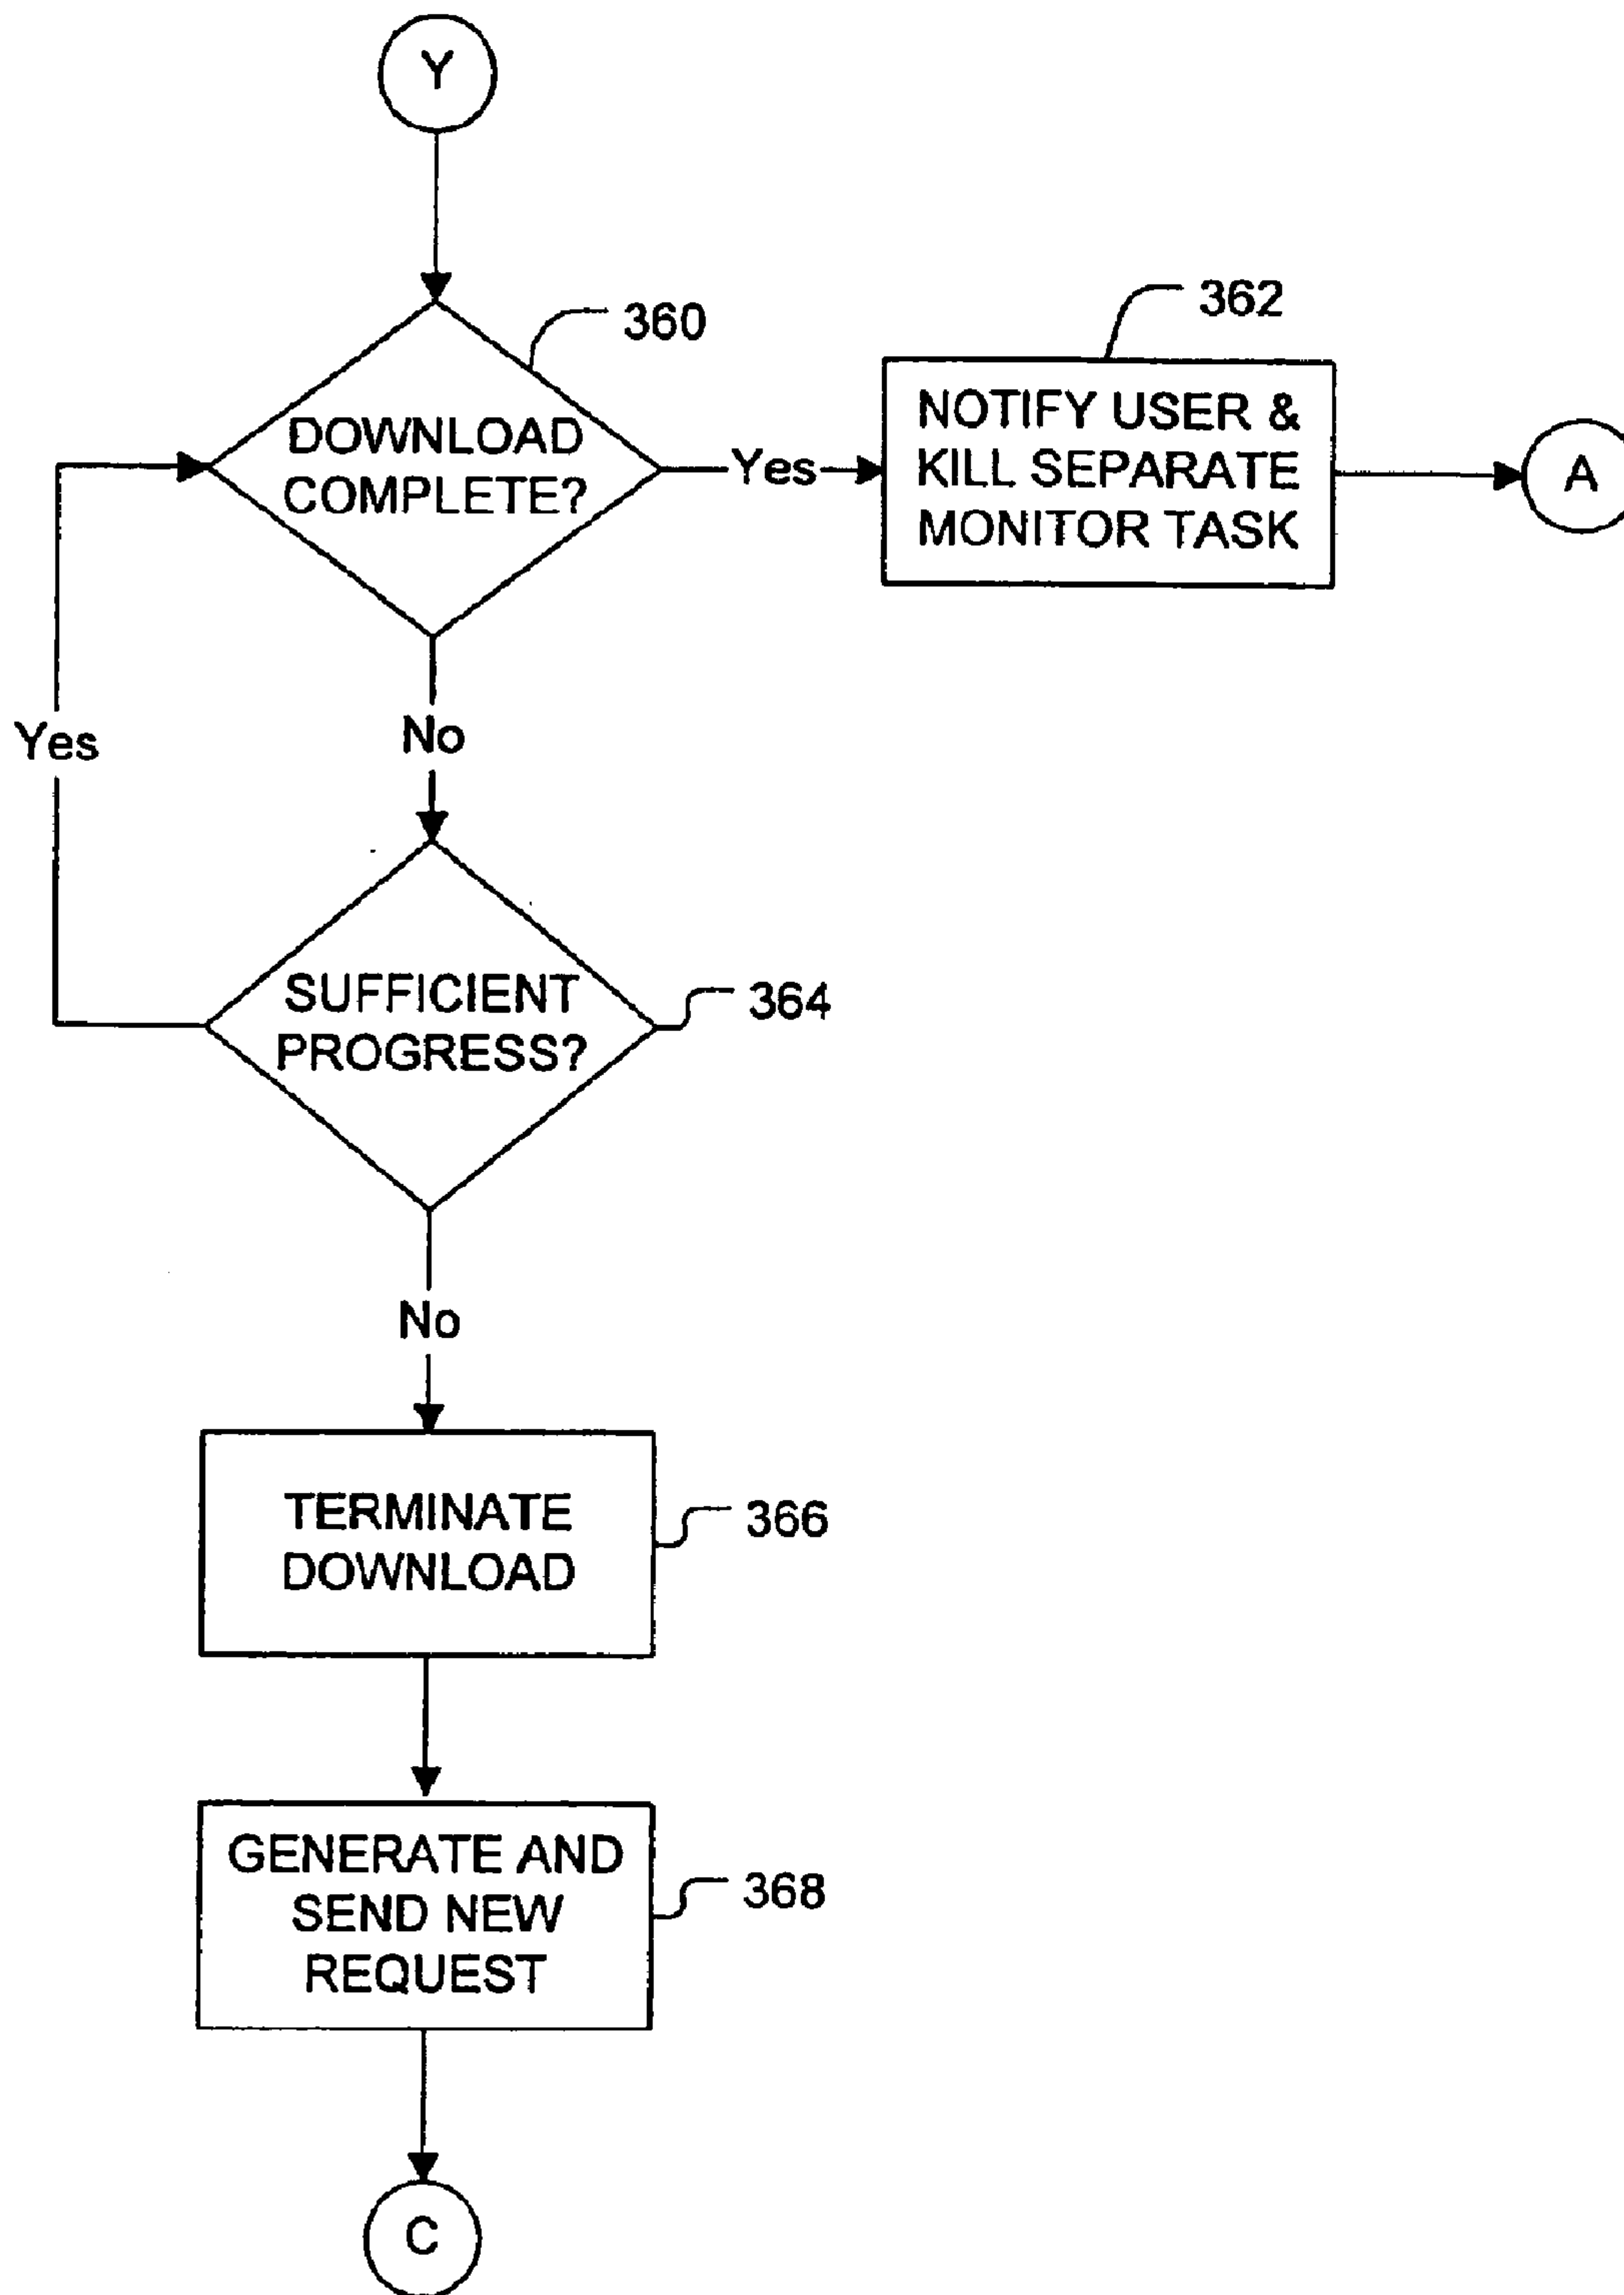 Y
360
DOWNLOAD
COMPLETE?
Yes
362
NOTIFY USER &
KILL SEPARATE
MONITOR TASK
A
Yes
No
SUFFICIENT
PROGRESS?
364
No
TERMINATE
DOWNLOAD
366
GENERATE AND
SEND NEW
REQUEST
368
C